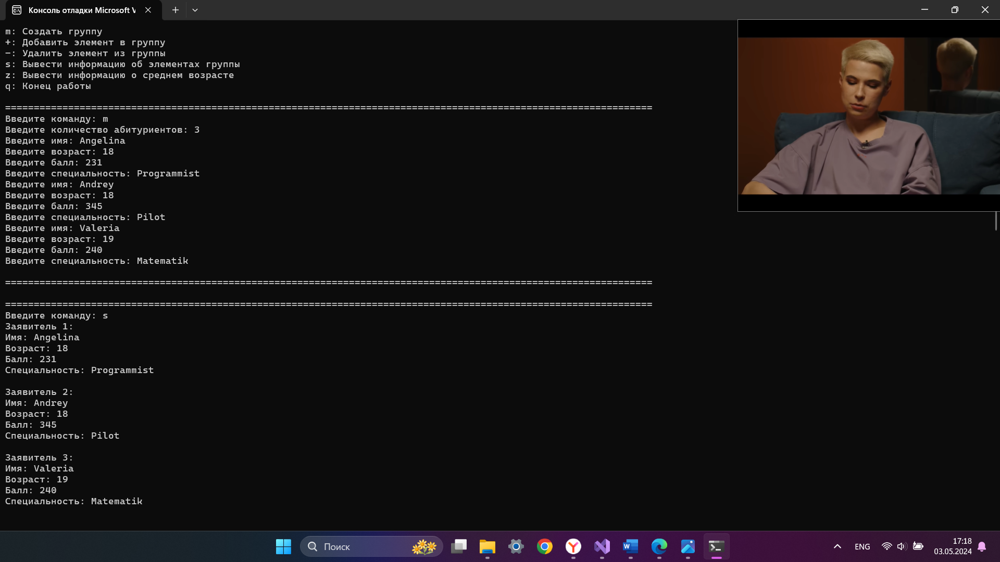 Консоль отладки Microsoft V
m: Создать группу
+: Добавить элемент в группу
-: Удалить элемент из группы
s: Вывести информацию об элементах группы
z: Вывести информацию о среднем возрасте
q: Конец работы
=================================================================================================================
Введите команду: m
Введите количество абитуриентов: 3
Введите имя: Angelina
Введите возраст: 18
Введите балл: 231
Введите специальность: Programmist
Введите имя: Andrey
Введите возраст: 18
Введите балл: 345
Введите специальность: Pilot
Введите имя: Valeria
Введите возраст: 19
Введите балл: 240
Введите специальность: Matematik
=================================================================================================================
=================================================================================================================
Введите команду: s
Заявитель 1:
Имя: Angelina
Возраст: 18
Балл: 231
Специальность: Programmist
Заявитель 2:
Имя: Andrey
Возраст: 18
Балл: 345
Специальность: Pilot
Заявитель 3:
Имя: Valeria
Возраст: 19
Балл: 240
Специальность: Matematik
Поиск
ENG
17:18
03.05.2024